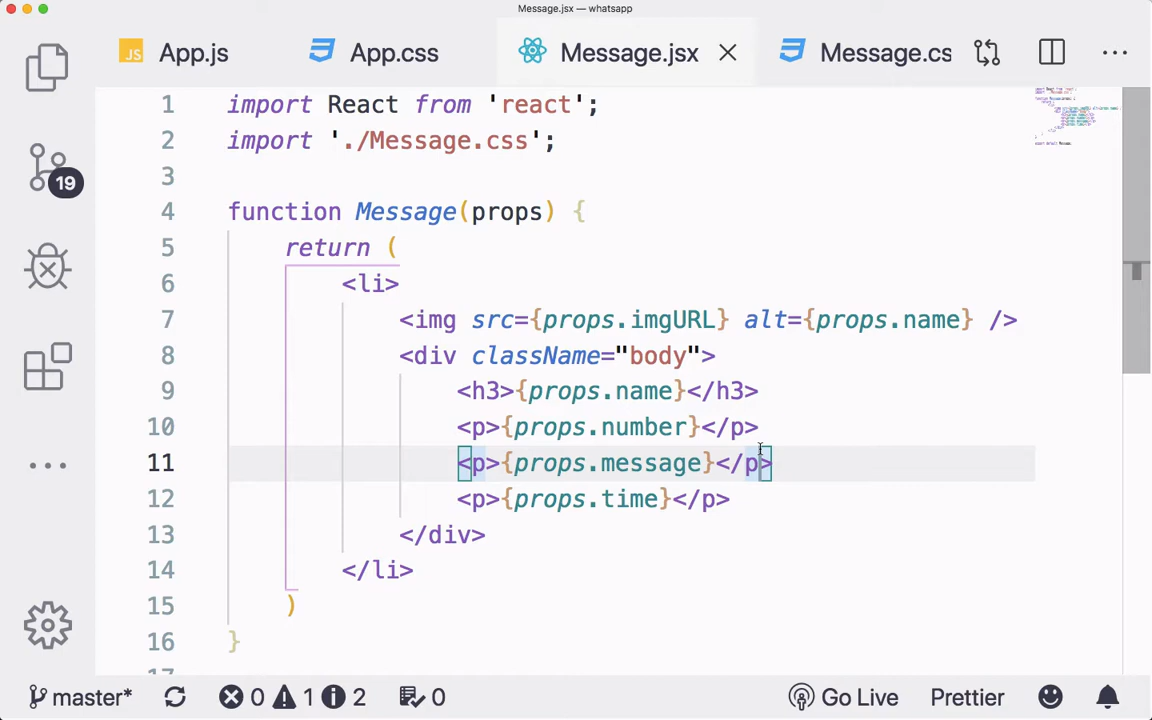 Message.jsx — whatsapp
JS App.js App.css Message.jsx Message.cs
19
1 import React from 'react';
2 import './Message.css';
3
4 function Message(props) {
5 return (
6 <li>
7 <img src={props.imgURL} alt={props.name} />
8 <div className="body">
9 <h3>{props.name}</h3>
10 <p>{props.number}</p>
11 <p>{props.message}</p>
12 <p>{props.time}</p>
13 </div>
14 </li>
15 )
16 }
master* 0 1 2 0 Go Live Prettier